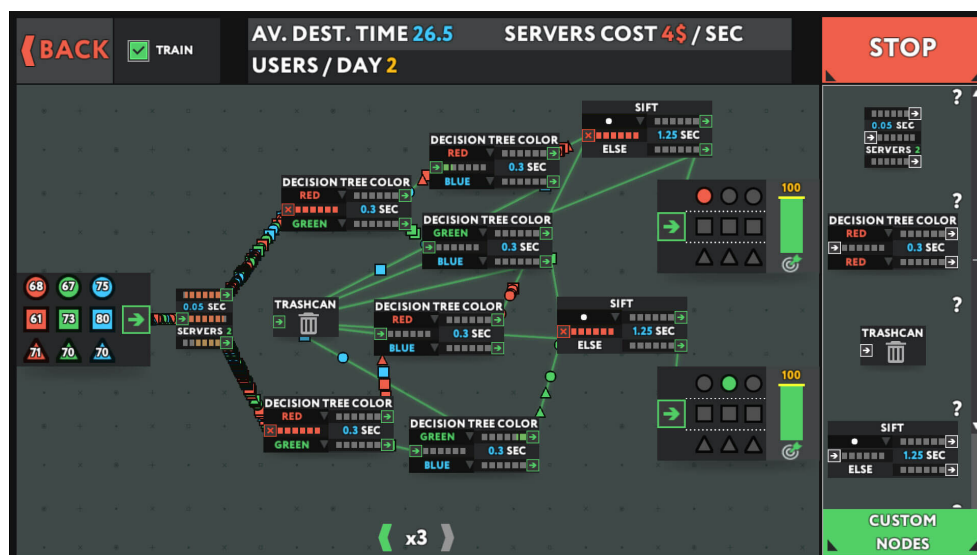 BACK
TRAIN
AV. DEST. TIME 26.5
SERVERS COST 4$ / SEC
USERS / DAY 2
STOP
?
0.05 SEC
SERVERS 2
?
DECISION TREE COLOR
RED
0.3 SEC
RED
?
TRASHCAN
?
SIFT
1.25 SEC
ELSE
CUSTOM
NODES
SIFT
1.25 SEC
ELSE
DECISION TREE COLOR
RED
0.3 SEC
BLUE
DECISION TREE COLOR
RED
0.3 SEC
GREEN
100
DECISION TREE COLOR
GREEN
0.3 SEC
BLUE
68 67 75
61 73 80
71 70 70
0.05 SEC
SERVERS 2
TRASHCAN
DECISION TREE COLOR
RED
0.3 SEC
BLUE
SIFT
1.25 SEC
ELSE
100
DECISION TREE COLOR
RED
0.3 SEC
GREEN
DECISION TREE COLOR
GREEN
0.3 SEC
BLUE
x3